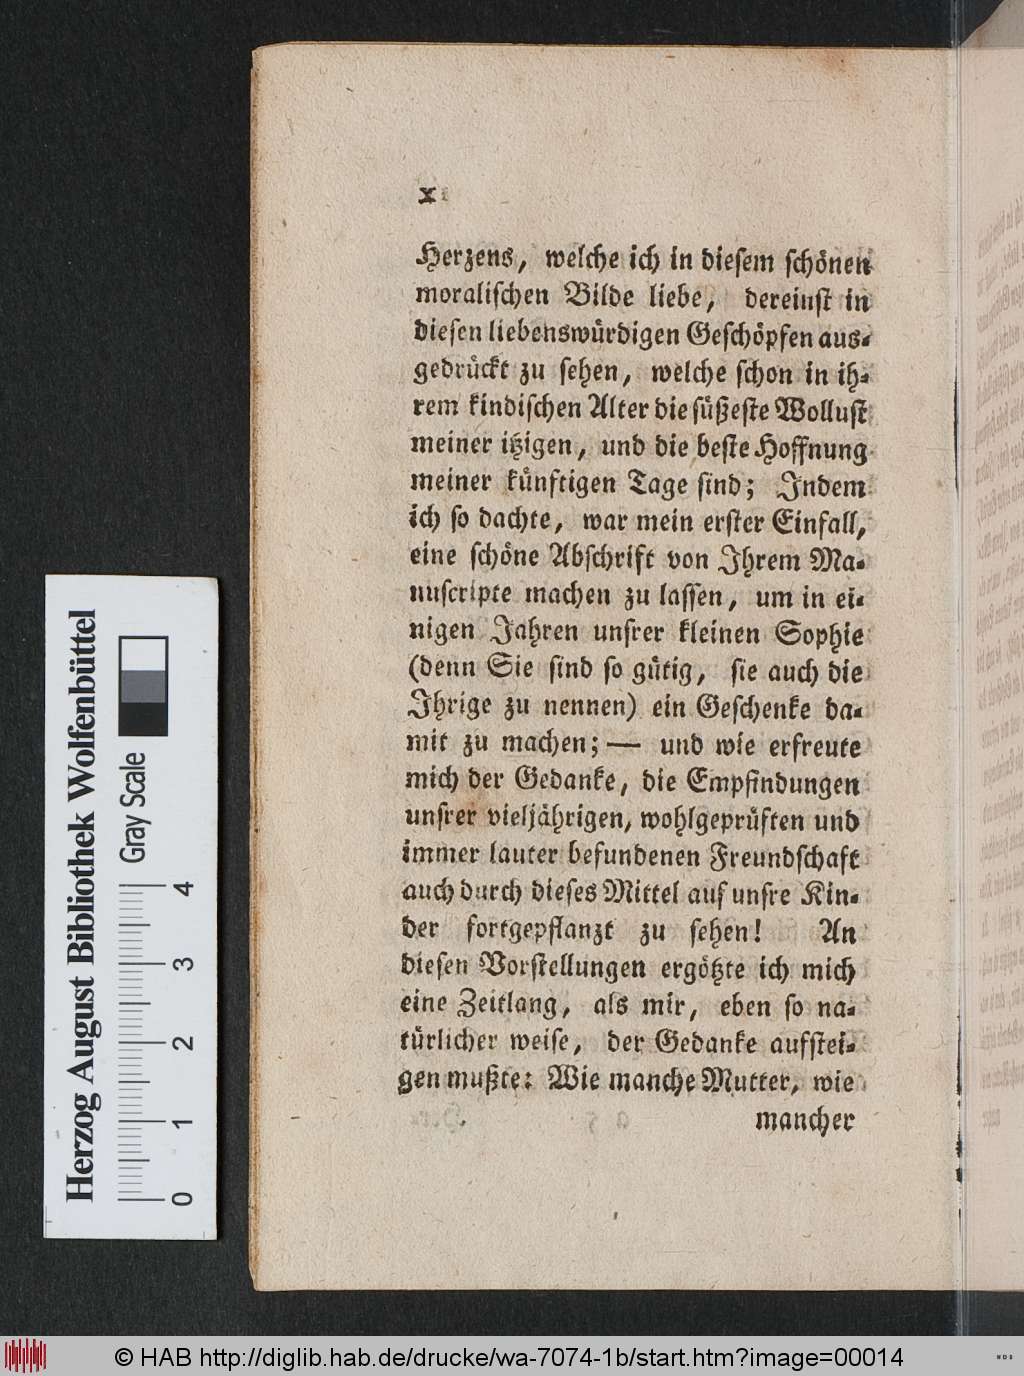 x
Herzens, welche ich in dieſem ſchönen
moraliſchen Bilde liebe, dereinſt in
dieſen liebenswürdigen Geſchöpfen aus⸗
gedrückt zu ſehen, welche ſchon in ih⸗
rem kindiſchen Alter die ſüßeſte Wolluſt
meiner itzigen, und die beſte Hoffnung
meiner künftigen Tage ſind; Indem
ich ſo dachte, war mein erſter Einfall,
eine ſchöne Abſchrift von Ihrem Ma⸗
nuſcripte machen zu laſſen, um in ei⸗
nigen Jahren unſrer kleinen Sophie
(denn Sie ſind ſo gütig, ſie auch die
Ihrige zu nennen) ein Geſchenke da⸗
mit zu machen; — und wie erfreute
mich der Gedanke, die Empfindungen
unſrer vieljährigen, wohlgeprüften und
immer lauter befundenen Freundſchaft
auch durch dieſes Mittel auf unſre Kin⸗
der fortgepflanzt zu ſehen! An
dieſen Vorſtellungen ergötzte ich mich
eine Zeitlang, als mir, eben ſo na⸗
türlicher weiſe, der Gedanke aufſtei⸗
gen mußte: Wie manche Mutter, wie
mancher
Herzog August Bibliothek Wolfenbüttel
Gray Scale
0 1 2 3 4
© HAB http://diglib.hab.de/drucke/wa-7074-1b/start.htm?image=00014